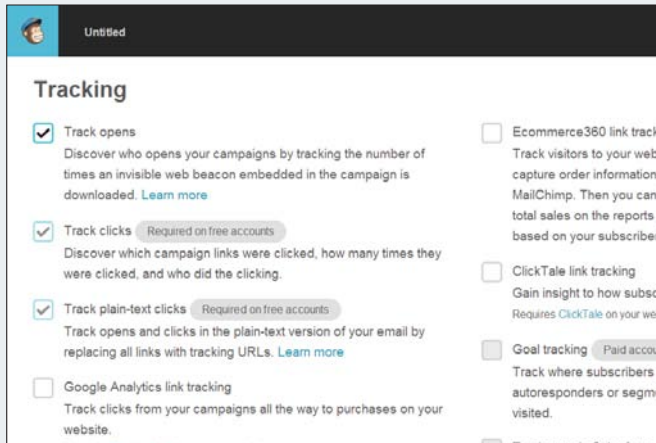 Untitled
Tracking
Track opens
Discover who opens your campaigns by tracking the number of
times an invisible web beacon embedded in the campaign is
downloaded. Learn more
Track clicks Required on free accounts
Discover which campaign links were clicked, how many times they
were clicked, and who did the clicking.
Track plain-text clicks Required on free accounts
Track opens and clicks in the plain-text version of your email by
replacing all links with tracking URLs. Learn more
Google Analytics link tracking
Track clicks from your campaigns all the way to purchases on your
website.
Ecommerce360 link track
Track visitors to your web
capture order information
MailChimp. Then you can
total sales on the reports
based on your subscribe
ClickTale link tracking
Gain insight to how subsc
Requires ClickTale on your we
Goal tracking Paid accou
Track where subscribers
autoresponders or segm
visited.